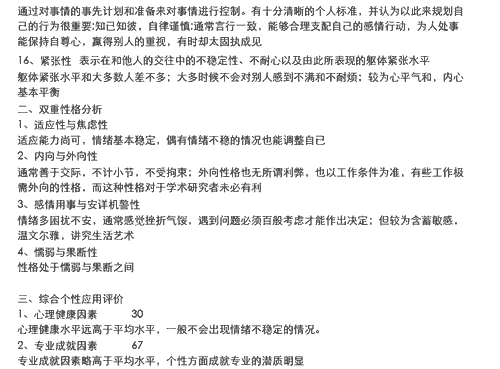 通过对事情的事先计划和准备来对事情进行控制。有十分清晰的个人标准，并认为以此来规划自
己的行为很重要;知己知彼，自律谨慎;通常言行一致，能够合理支配自己的感情行动，为人处事
能保持自尊心，赢得别人的重视，有时却太固执成见
16、紧张性 表示在和他人的交往中的不稳定性、不耐心以及由此所表现的躯体紧张水平
躯体紧张水平和大多数人差不多；大多时候不会对别人感到不满和不耐烦；较为心平气和，内心
基本平衡
二、双重性格分析
1、适应性与焦虑性
适应能力尚可，情绪基本稳定，偶有情绪不稳的情况也能调整自已
2、内向与外向性
通常善于交际，不计小节，不受拘束；外向性格也无所谓利弊，也以工作条件为准，有些工作极
需外向的性格，而这种性格对于学术研究者未必有利
3、感情用事与安详机警性
情绪多困扰不安，通常感觉挫折气馁，遇到问题必须百般考虑才能作出决定；但较为含蓄敏感，
温文尔雅，讲究生活艺术
4、懦弱与果断性
性格处于懦弱与果断之间
三、综合个性应用评价
1、心理健康因素 30
心理健康水平远高于平均水平，一般不会出现情绪不稳定的情况。
2、专业成就因素 67
专业成就因素略高于平均水平，个性方面成就专业的潜质明显